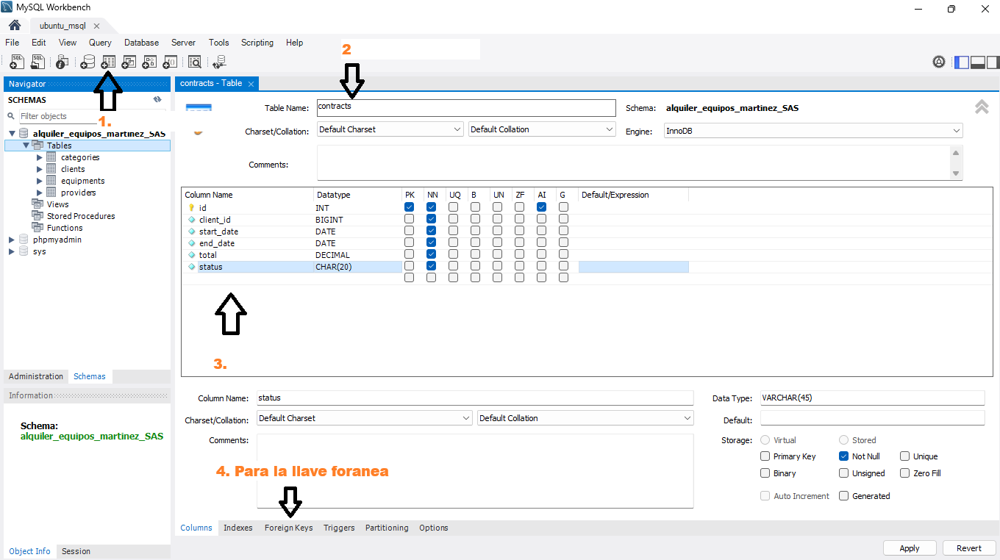 MySQL Workbench
ubuntu_msql
File Edit View Query Database Server Tools Scripting Help
2
Navigator
contracts - Table
SCHEMAS
1.
Filter objects
Table Name: contracts Schema: alquiler_equipos_martinez_SAS
Charset/Collation: Default Charset Default Collation Engine: InnoDB
Comments:
alquiler_equipos_martinez_SAS
Tables
categories
clients
equipments
providers
Views
Stored Procedures
Functions
phpmyadmin
sys
Column Name Datatype PK NN UQ B UN ZF AI G Default/Expression
id INT
client_id BIGINT
start_date DATE
end_date DATE
total DECIMAL
status CHAR(20)
3.
Administration Schemas
Information
Schema:
alquiler_equipos_martinez_SAS
Column Name: status Data Type: VARCHAR(45)
Charset/Collation: Default Charset Default Collation Default:
Comments: Storage: Virtual Stored
Primary Key Not Null Unique
Binary Unsigned Zero Fill
Auto Increment Generated
4. Para la llave foranea
Columns Indexes Foreign Keys Triggers Partitioning Options
Object Info Session
Apply Revert